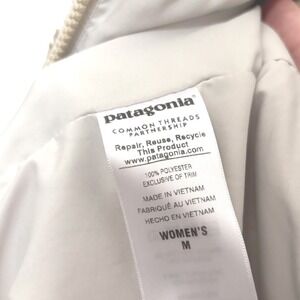 patagonia®
COMMON THREADS
PARTNERSHIP
Repair, Reuse, Recycle
This Product
www.patagonia.com
100% POLYESTER
EXCLUSIVE OF TRIM
MADE IN VIETNAM
FABRIQUÉ AU VIETNAM
HECHO EN VIETNAM
WOMEN'S
M